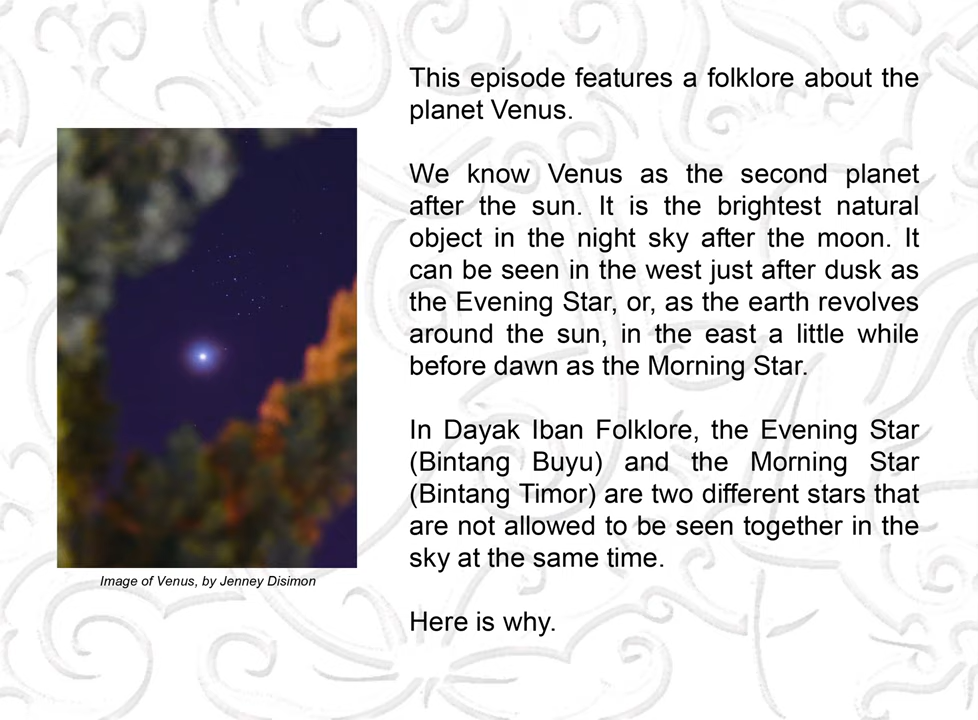 This episode features a folklore about the
planet Venus.
We know Venus as the second planet
after the sun. It is the brightest natural
object in the night sky after the moon. It
can be seen in the west just after dusk as
the Evening Star, or, as the earth revolves
around the sun, in the east a little while
before dawn as the Morning Star.
In Dayak Iban Folklore, the Evening Star
(Bintang Buyu) and the Morning Star
(Bintang Timor) are two different stars that
are not allowed to be seen together in the
sky at the same time.
Here is why.
Image of Venus, by Jenney Disimon